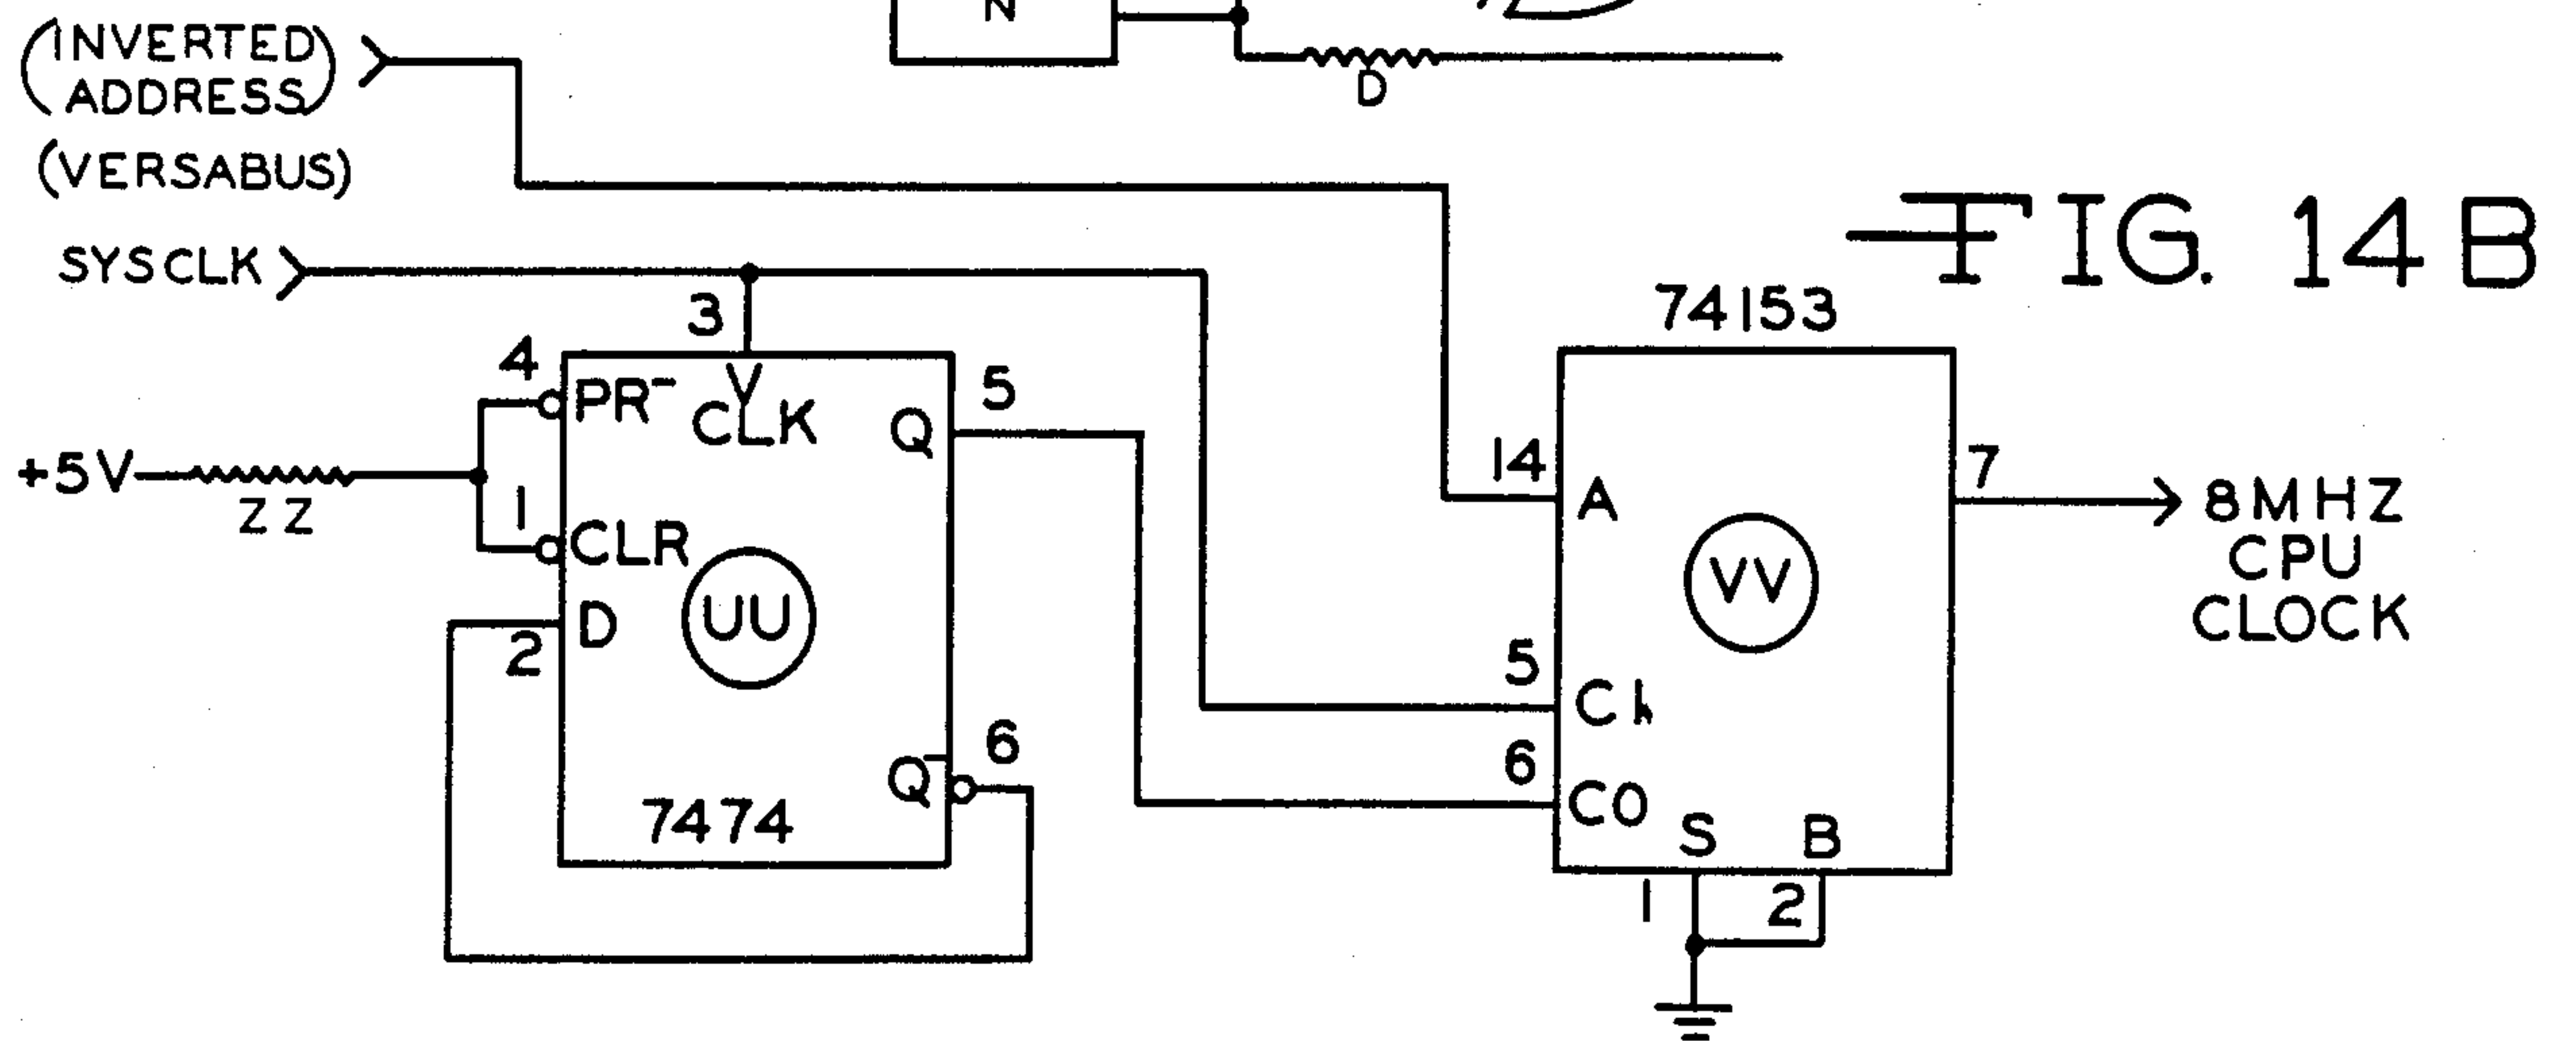 N
D
(INVERTED
ADDRESS)
(VERSABUS)
SYSCLK
FIG. 14B
74153
3
4
PR¯
CLK
Q
5
+5V
ZZ
1
CLR
UU
D
2
Q̅
6
7474
14
A
VV
7
8MHZ
CPU
CLOCK
5
C1
6
C0
S
B
1
2